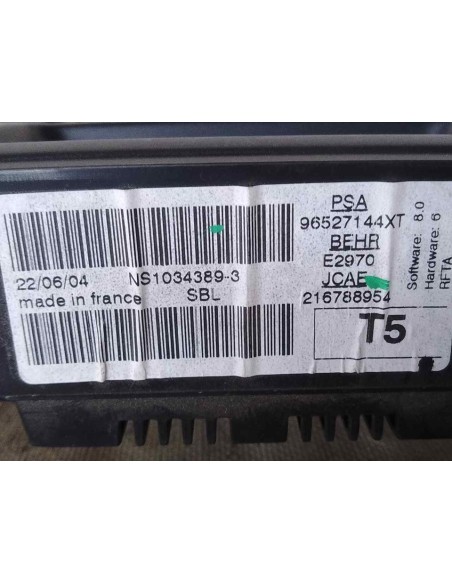 22/06/04 NS1034389-3
made in france SBL
PSA
96527144XT
BEHR
E2970
JCAE
216788954
T5
Software: 8.0
Hardware: 6
RFTA